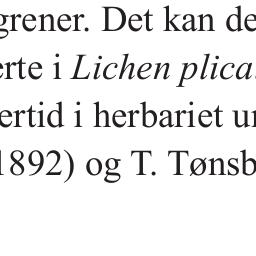 grener. Det kan de
erte i Lichen plica
ertid i herbariet u
1892) og T. Tønsb